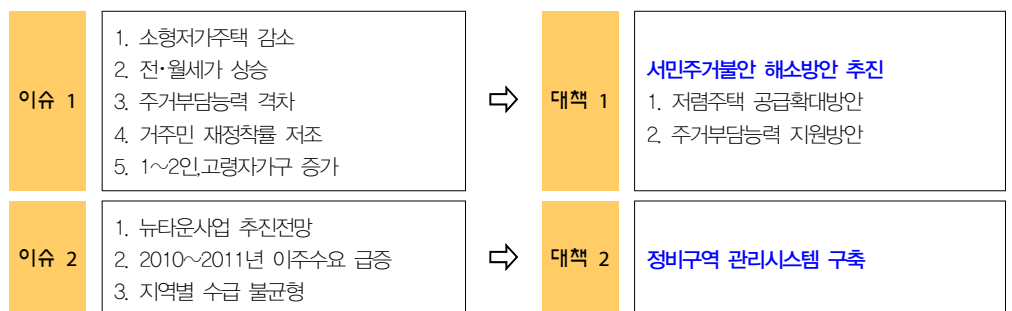 이슈 1
1. 소형저가주택 감소
2. 전·월세가 상승
3. 주거부담능력 격차
4. 거주민 재정착률 저조
5. 1~2인,고령자가구 증가
⇨
대책 1
서민주거불안 해소방안 추진
1. 저렴주택 공급확대방안
2. 주거부담능력 지원방안
이슈 2
1. 뉴타운사업 추진전망
2. 2010~2011년 이주수요 급증
3. 지역별 수급 불균형
⇨
대책 2
정비구역 관리시스템 구축